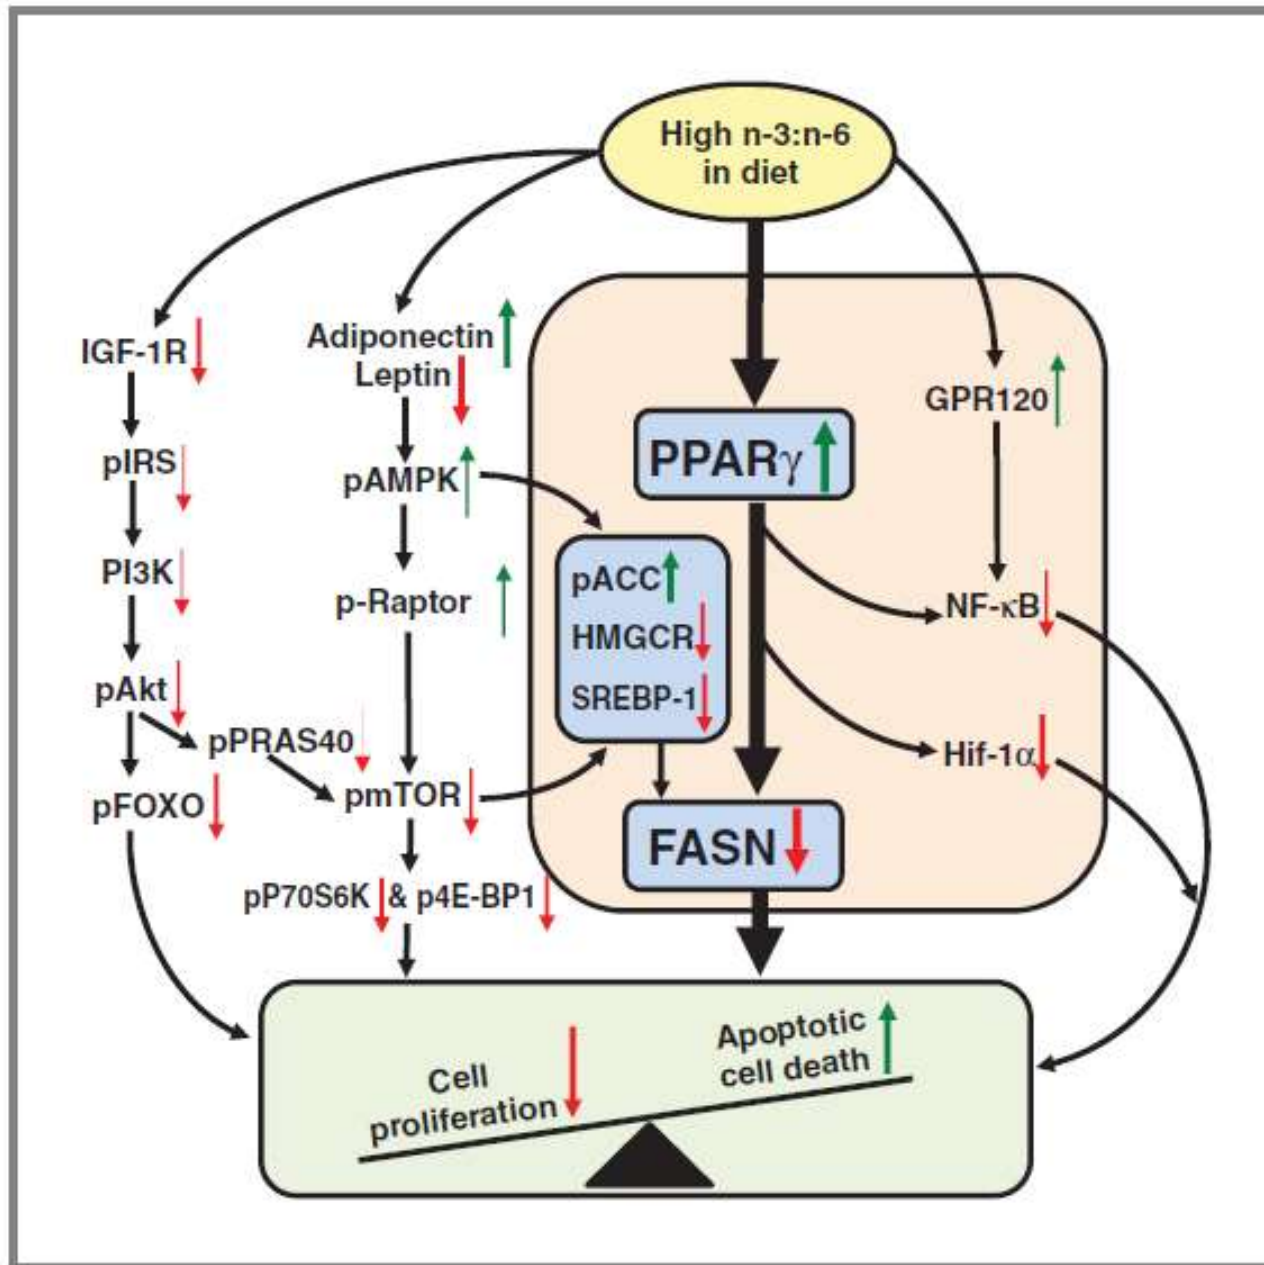 High n-3:n-6
in diet
IGF-1R
pIRS
PI3K
pAkt
pPRAS40
pFOXO
Adiponectin
Leptin
pAMPK
p-Raptor
pmTOR
pP70S6K & p4E-BP1
PPARγ
pACC
HMGCR
SREBP-1
FASN
GPR120
NF-κB
Hif-1α
Cell
proliferation
Apoptotic
cell death